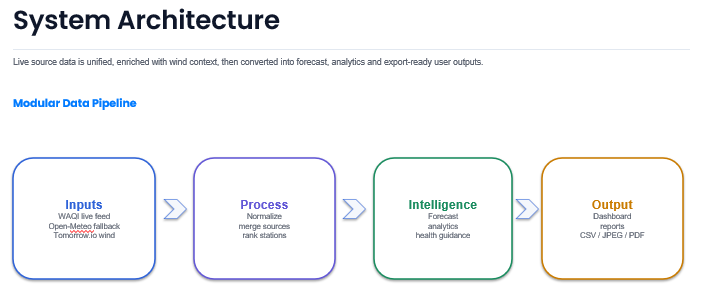 System Architecture
Live source data is unified, enriched with wind context, then converted into forecast, analytics and export-ready user outputs.
Modular Data Pipeline
Inputs
WAQI live feed
Open-Meteo fallback
Tomorrow.io wind
Process
Normalize
merge sources
rank stations
Intelligence
Forecast
analytics
health guidance
Output
Dashboard
reports
CSV / JPEG / PDF